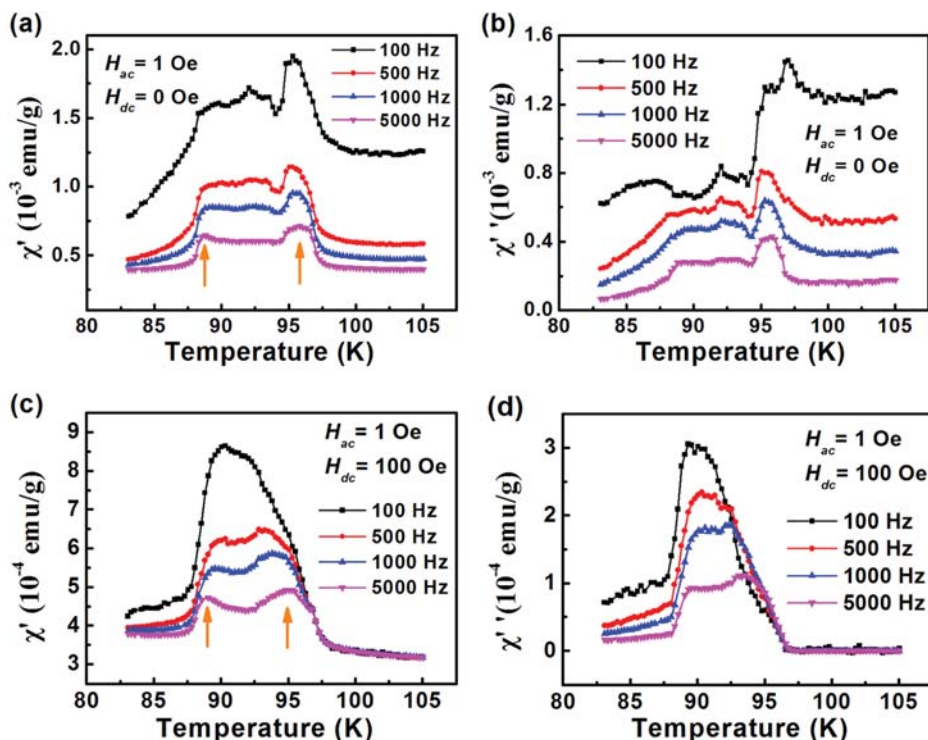 (a)
H_ac = 1 Oe
H_dc = 0 Oe
100 Hz
500 Hz
1000 Hz
5000 Hz
2.0
1.5
1.0
0.5
χ' (10⁻³ emu/g)
80 85 90 95 100 105
Temperature (K)
(b)
100 Hz
500 Hz
1000 Hz
5000 Hz
H_ac = 1 Oe
H_dc = 0 Oe
1.6
1.2
0.8
0.4
0.0
χ' '(10⁻³ emu/g)
80 85 90 95 100 105
Temperature (K)
(c)
H_ac = 1 Oe
H_dc = 100 Oe
100 Hz
500 Hz
1000 Hz
5000 Hz
9
8
7
6
5
4
3
χ' (10⁻⁴ emu/g)
80 85 90 95 100 105
Temperature (K)
(d)
H_ac = 1 Oe
H_dc = 100 Oe
100 Hz
500 Hz
1000 Hz
5000 Hz
3
2
1
0
χ' ' (10⁻⁴ emu/g)
80 85 90 95 100 105
Temperature (K)